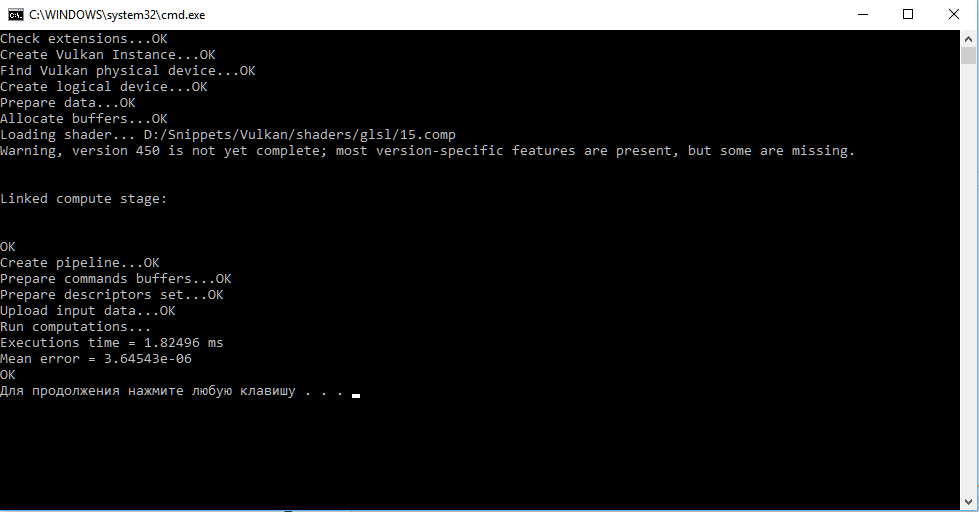 C:\WINDOWS\system32\cmd.exe
Check extensions...OK
Create Vulkan Instance...OK
Find Vulkan physical device...OK
Create logical device...OK
Prepare data...OK
Allocate buffers...OK
Loading shader... D:/Snippets/Vulkan/shaders/glsl/15.comp
Warning, version 450 is not yet complete; most version-specific features are present, but some are missing.
Linked compute stage:
OK
Create pipeline...OK
Prepare commands buffers...OK
Prepare descriptors set...OK
Upload input data...OK
Run computations...
Executions time = 1.82496 ms
Mean error = 3.64543e-06
OK
Для продолжения нажмите любую клавишу . . .